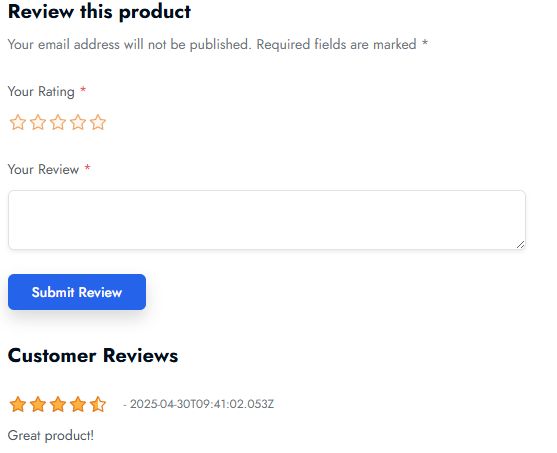 Review this product
Your email address will not be published. Required fields are marked *
Your Rating *
Your Review *
Submit Review
Customer Reviews
- 2025-04-30T09:41:02.053Z
Great product!